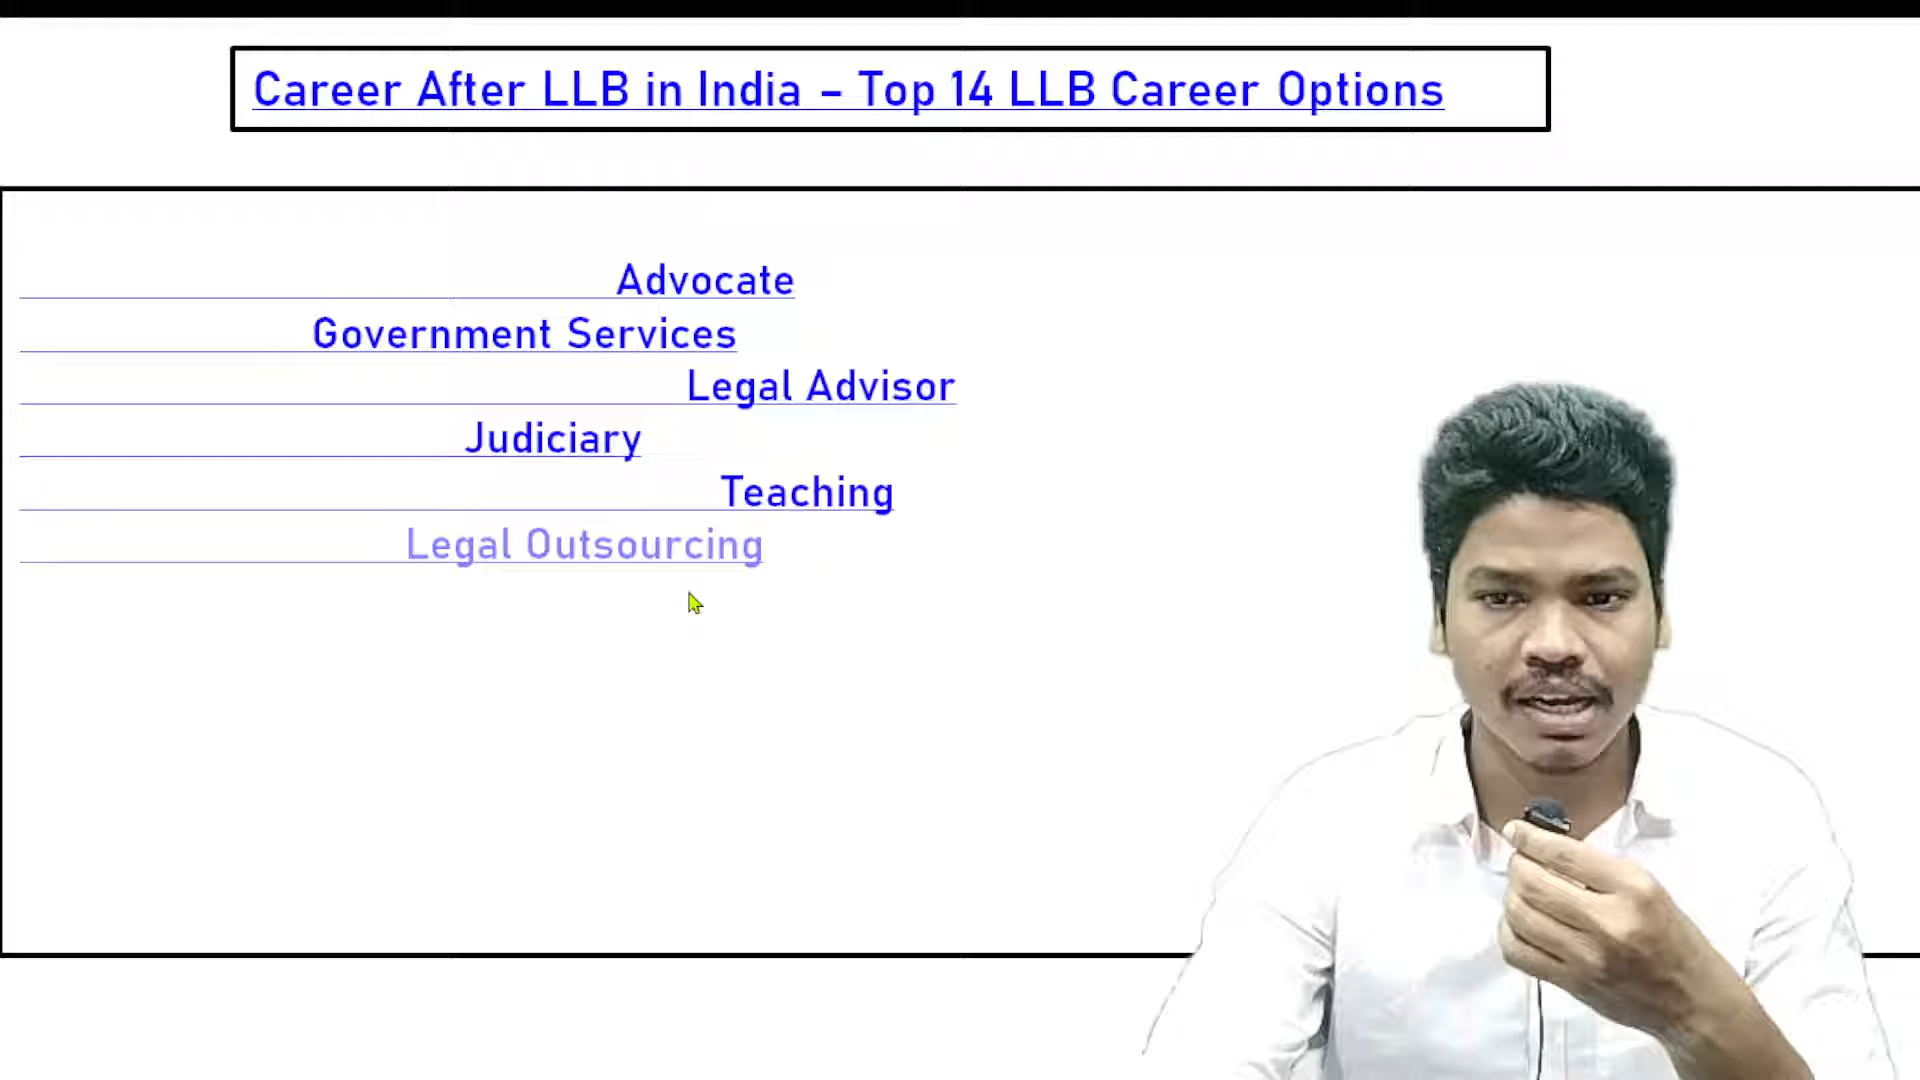 Career After LLB in India – Top 14 LLB Career Options
Advocate
Government Services
Legal Advisor
Judiciary
Teaching
Legal Outsourcing